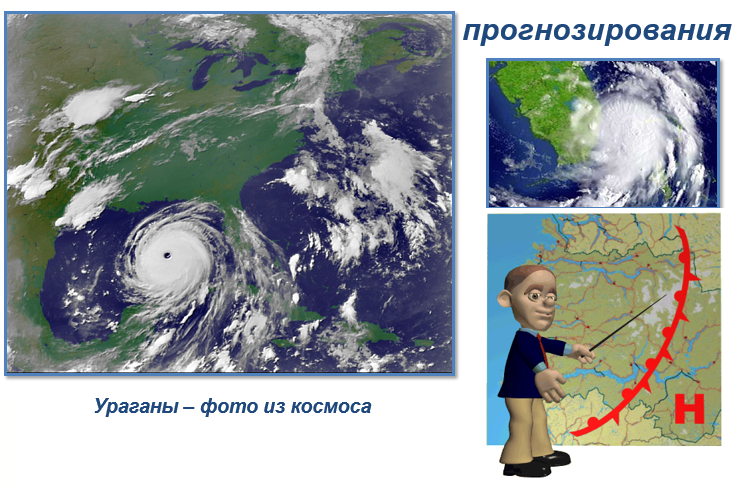 прогнозирования
Ураганы – фото из космоса
Н